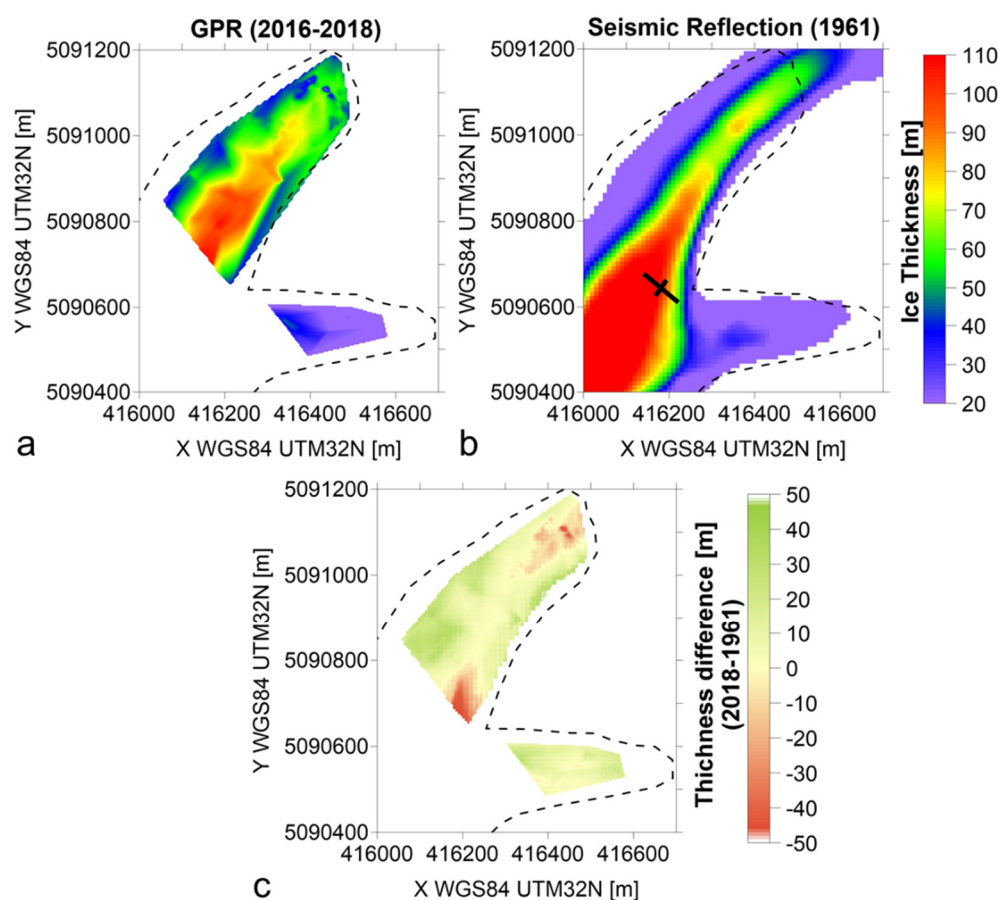 GPR (2016-2018)
5091200
5091000
5090800
5090600
5090400
Y WGS84 UTM32N [m]
416000 416200 416400 416600
X WGS84 UTM32N [m]
a
Seismic Reflection (1961)
5091200
5091000
5090800
5090600
5090400
Y WGS84 UTM32N [m]
416000 416200 416400 416600
X WGS84 UTM32N [m]
b
Ice Thickness [m]
110
100
90
80
70
60
50
40
30
20
5091200
5091000
5090800
5090600
5090400
Y WGS84 UTM32N [m]
416000 416200 416400 416600
X WGS84 UTM32N [m]
c
Thichness difference [m]
(2018-1961)
50
40
30
20
10
0
-10
-20
-30
-40
-50